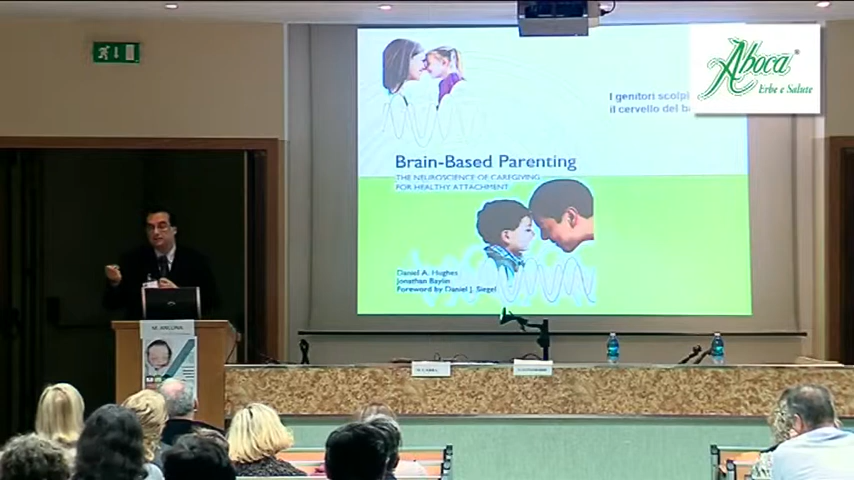 Aboca
Erbe e Salute
I genitori scolpi
il cervello del b
Brain-Based Parenting
THE NEUROSCIENCE OF CAREGIVING
FOR HEALTHY ATTACHMENT
Daniel A. Hughes
Jonathan Baylin
Foreword by Daniel J. Siegel
M. ANCONA